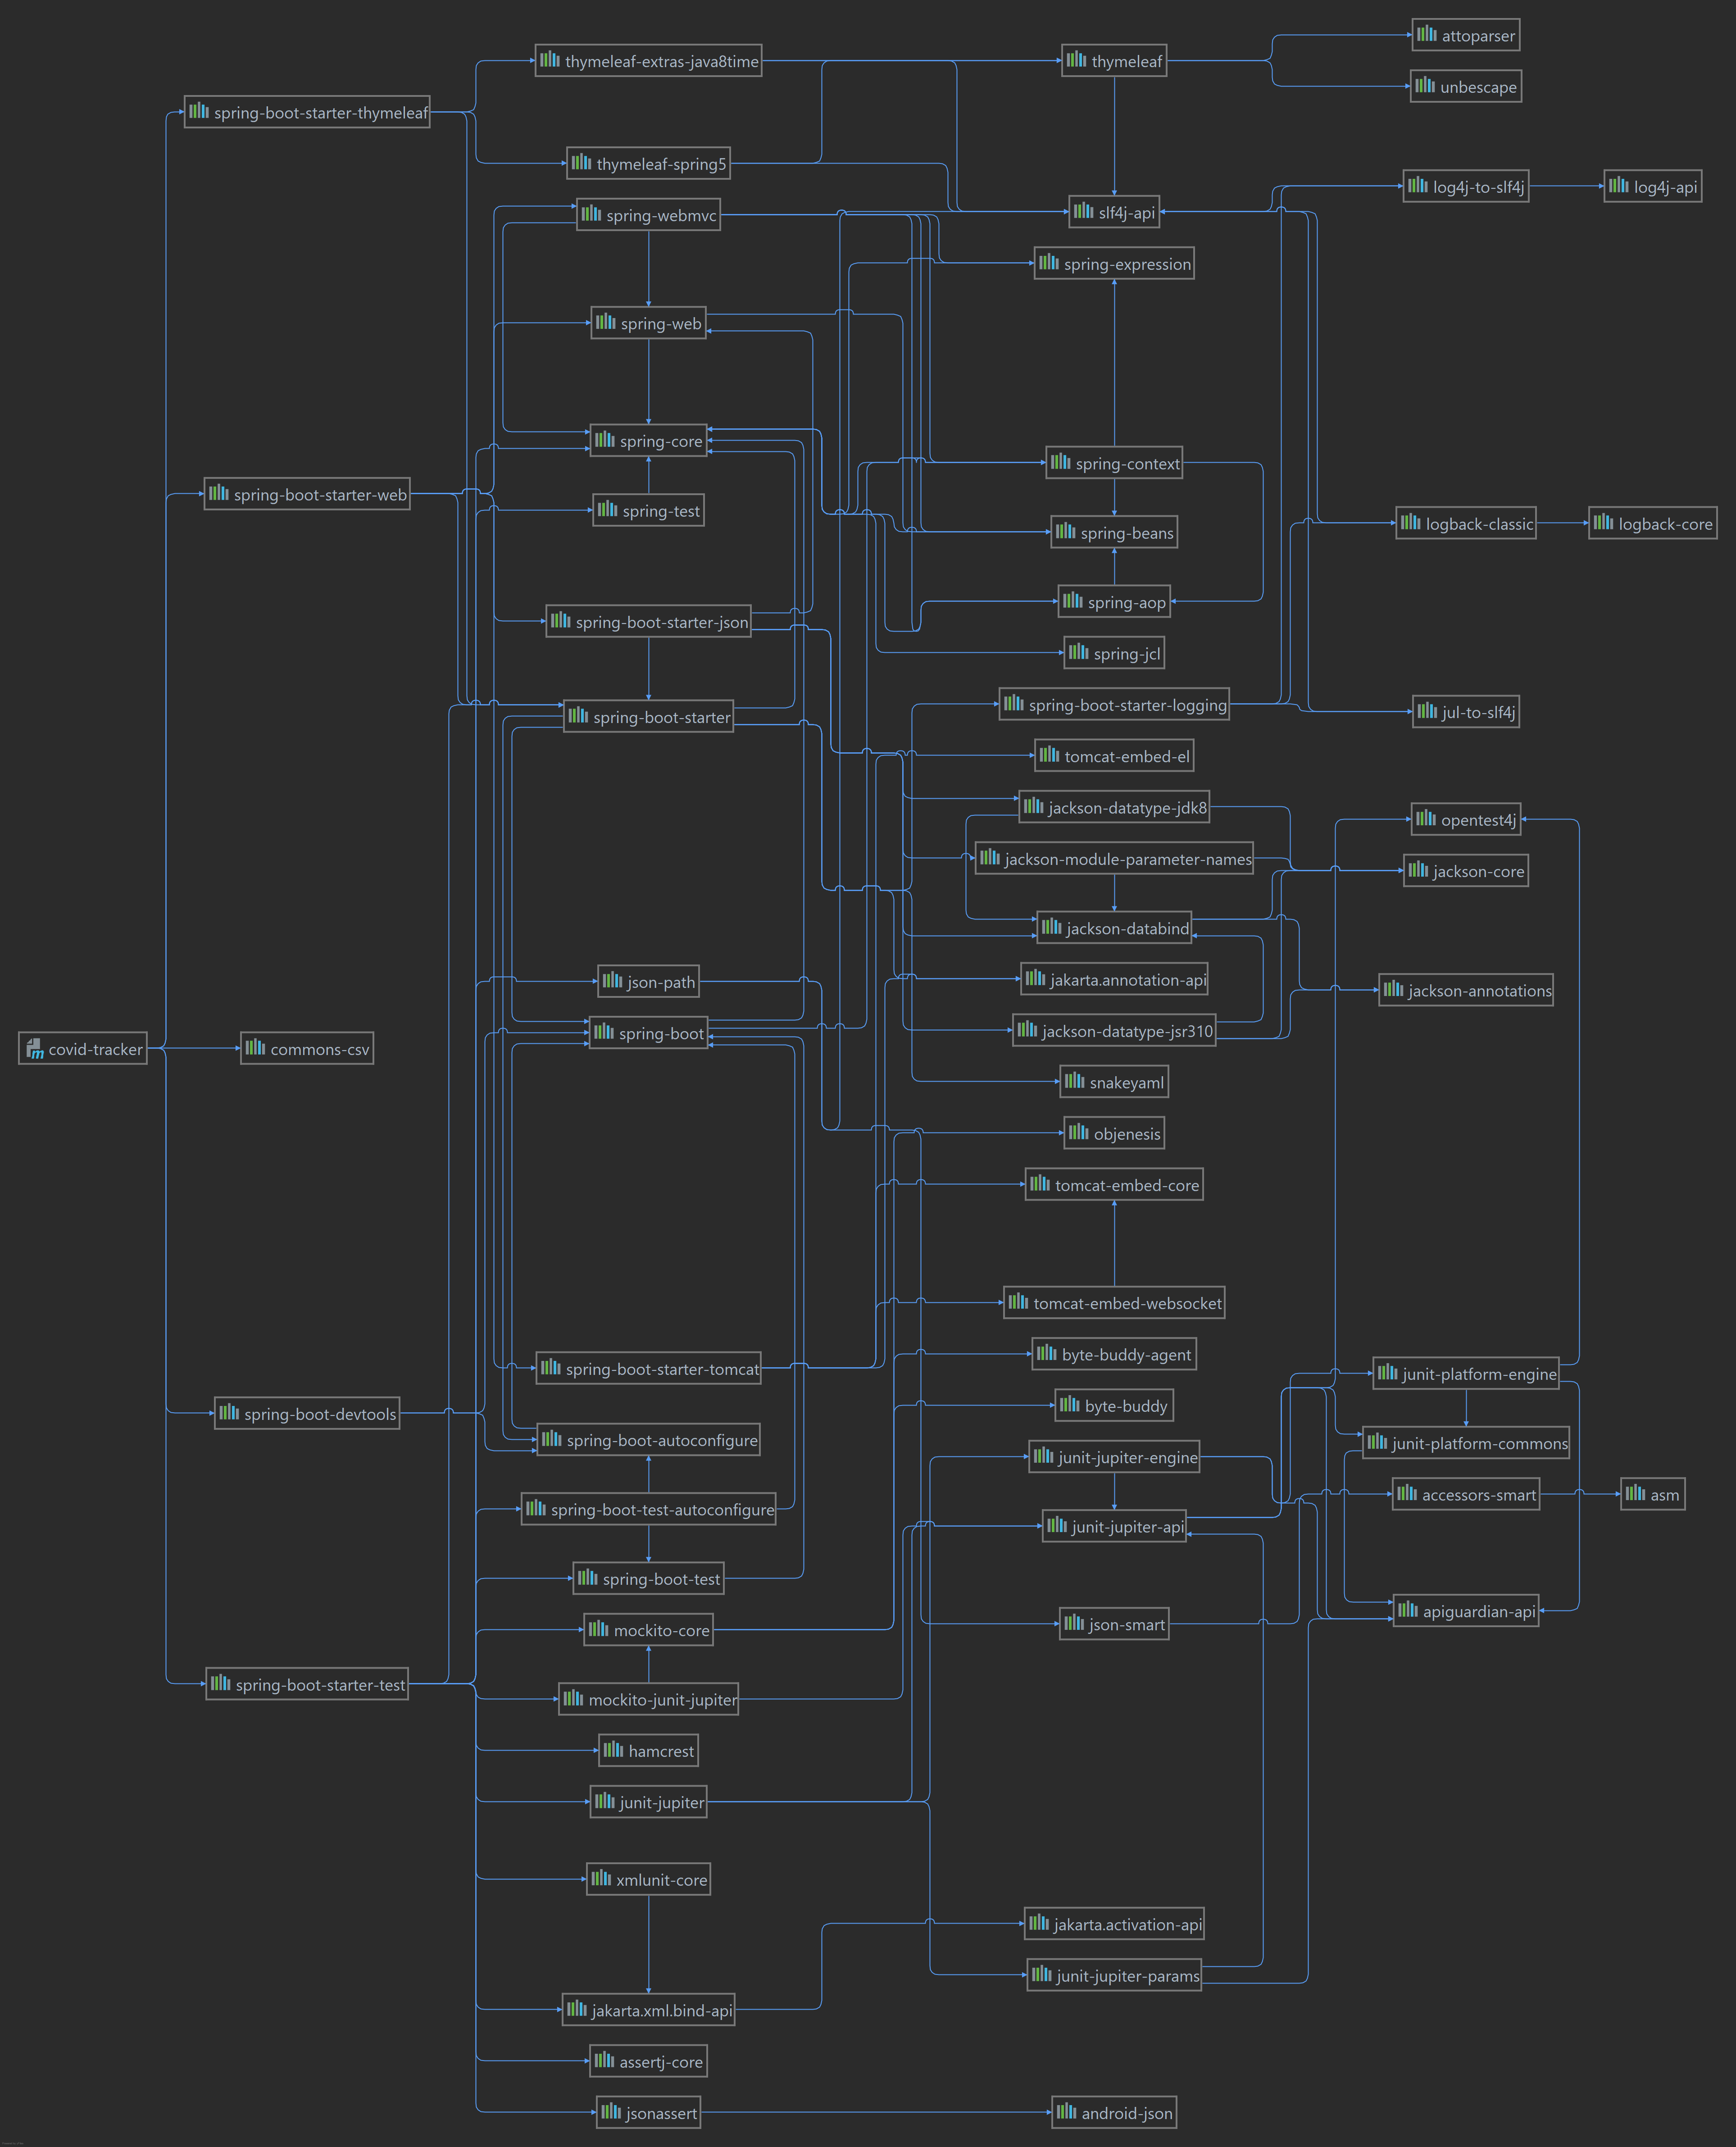 attoparser
thymeleaf-extras-java8time
thymeleaf
unbescape
spring-boot-starter-thymeleaf
thymeleaf-spring5
log4j-to-slf4j
log4j-api
spring-webmvc
slf4j-api
spring-expression
spring-web
spring-core
spring-context
spring-boot-starter-web
spring-test
logback-classic
logback-core
spring-beans
spring-aop
spring-boot-starter-json
spring-jcl
spring-boot-starter-logging
jul-to-slf4j
spring-boot-starter
tomcat-embed-el
jackson-datatype-jdk8
opentest4j
jackson-module-parameter-names
jackson-core
jackson-databind
json-path
jakarta.annotation-api
jackson-annotations
spring-boot
jackson-datatype-jsr310
covid-tracker
commons-csv
snakeyaml
objenesis
tomcat-embed-core
tomcat-embed-websocket
byte-buddy-agent
spring-boot-starter-tomcat
junit-platform-engine
byte-buddy
spring-boot-devtools
spring-boot-autoconfigure
junit-platform-commons
junit-jupiter-engine
accessors-smart
asm
spring-boot-test-autoconfigure
junit-jupiter-api
spring-boot-test
apiguardian-api
json-smart
mockito-core
spring-boot-starter-test
mockito-junit-jupiter
hamcrest
junit-jupiter
xmlunit-core
jakarta.activation-api
junit-jupiter-params
jakarta.xml.bind-api
assertj-core
jsonassert
android-json